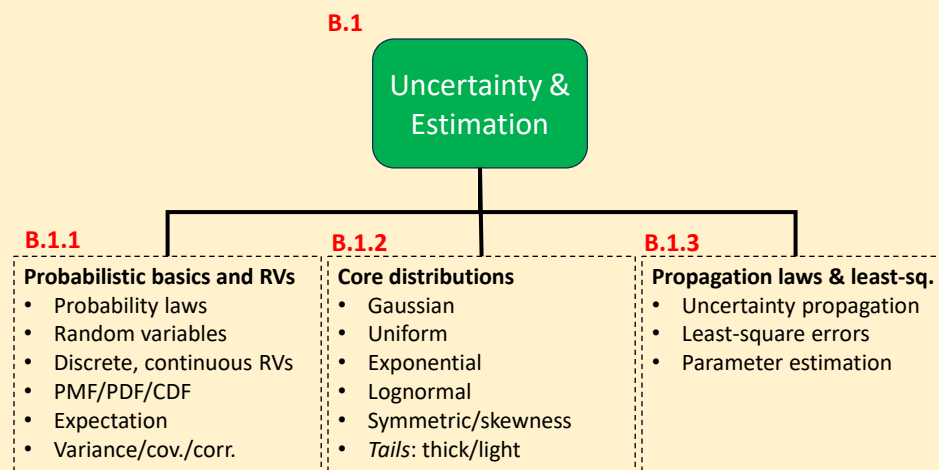 B.1
Uncertainty &
Estimation
B.1.1
Probabilistic basics and RVs
• Probability laws
• Random variables
• Discrete, continuous RVs
• PMF/PDF/CDF
• Expectation
• Variance/cov./corr.
B.1.2
Core distributions
• Gaussian
• Uniform
• Exponential
• Lognormal
• Symmetric/skewness
• Tails: thick/light
B.1.3
Propagation laws & least-sq.
• Uncertainty propagation
• Least-square errors
• Parameter estimation